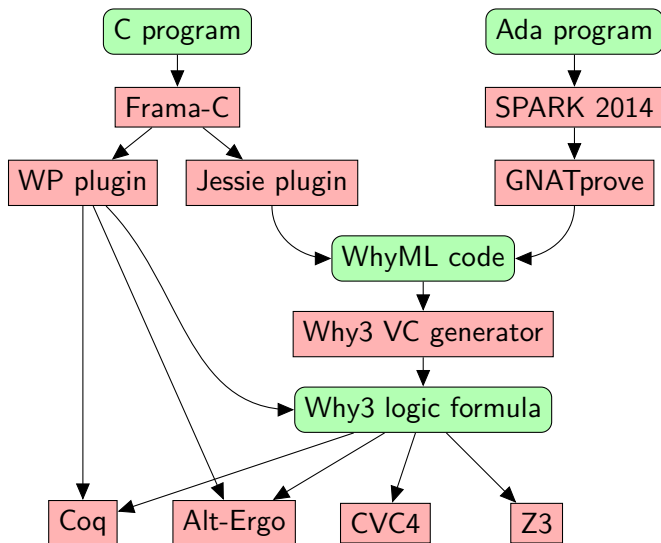 C program
Ada program
Frama-C
SPARK 2014
WP plugin
Jessie plugin
GNATprove
WhyML code
Why3 VC generator
Why3 logic formula
Coq
Alt-Ergo
CVC4
Z3